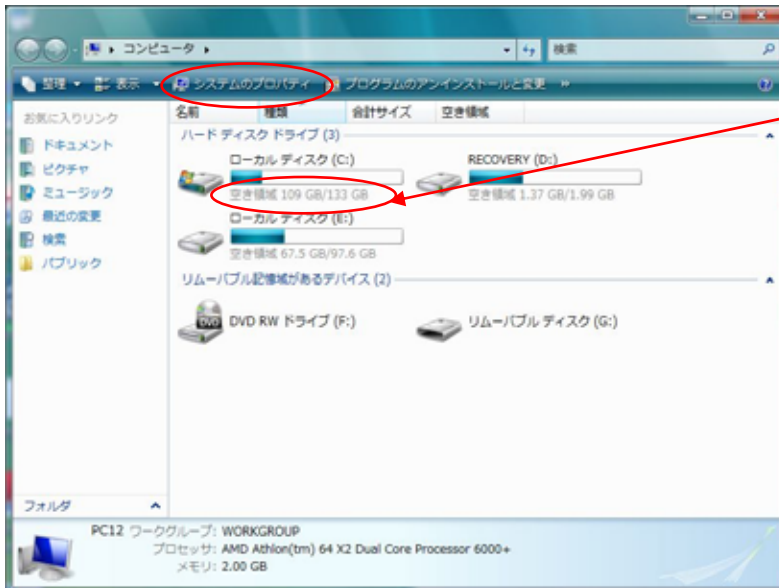 コンピュータ
検索
整理 表示 システムのプロパティ プログラムのアンインストールと変更 »
お気に入りリンク
ドキュメント
ピクチャ
ミュージック
最近の変更
検索
パブリック
フォルダ
名前 種類 合計サイズ 空き領域
ハード ディスク ドライブ (3)
ローカル ディスク (C:)
空き領域 109 GB/133 GB
RECOVERY (D:)
空き領域 1.37 GB/1.99 GB
ローカル ディスク (E:)
空き領域 67.5 GB/97.6 GB
リムーバブル記憶域があるデバイス (2)
DVD RW ドライブ (F:)
リムーバブル ディスク (G:)
PC12 ワークグループ: WORKGROUP
プロセッサ: AMD Athlon(tm) 64 X2 Dual Core Processor 6000+
メモリ: 2.00 GB